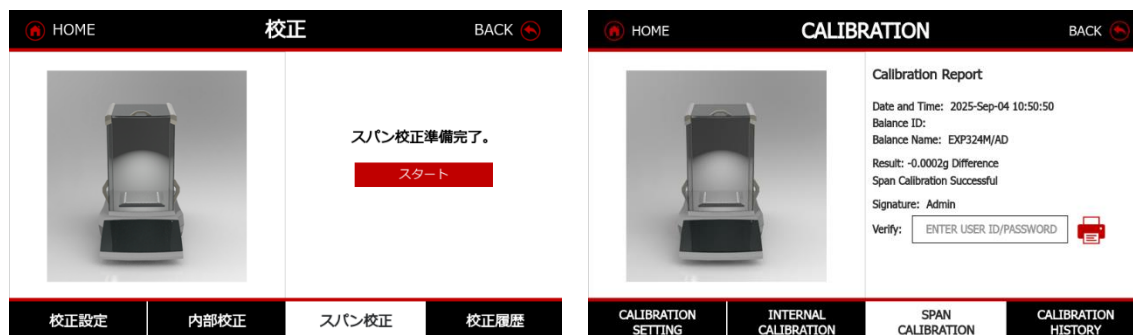 HOME
校正
BACK
スパン校正準備完了。
スタート
校正設定
内部校正
スパン校正
校正履歴
HOME
CALIBRATION
BACK
Calibration Report
Date and Time: 2025-Sep-04 10:50:50
Balance ID:
Balance Name: EXP324M/AD
Result: -0.0002g Difference
Span Calibration Successful
Signature: Admin
Verify: ENTER USER ID/PASSWORD
CALIBRATION
SETTING
INTERNAL
CALIBRATION
SPAN
CALIBRATION
CALIBRATION
HISTORY